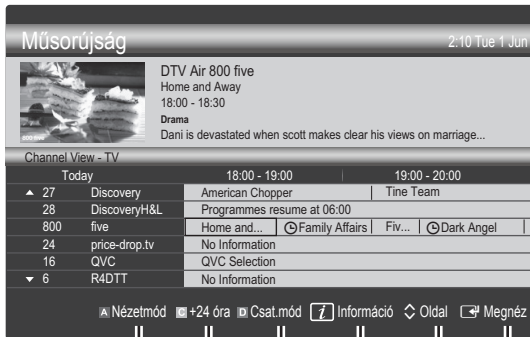 Műsorújság
2:10 Tue 1 Jun
DTV Air 800 five
Home and Away
18:00 - 18:30
Drama
Dani is devastated when scott makes clear his views on marriage...
Channel View - TV
Today 18:00 - 19:00 19:00 - 20:00
▲ 27 Discovery American Chopper Tine Team
28 DiscoveryH&L Programmes resume at 06:00
800 five Home and... Family Affairs Fiv... Dark Angel
24 price-drop.tv No Information
16 QVC QVC Selection
▼ 6 R4DTT No Information
A Nézetmód C +24 óra D Csat.mód i Információ Oldal Megnéz